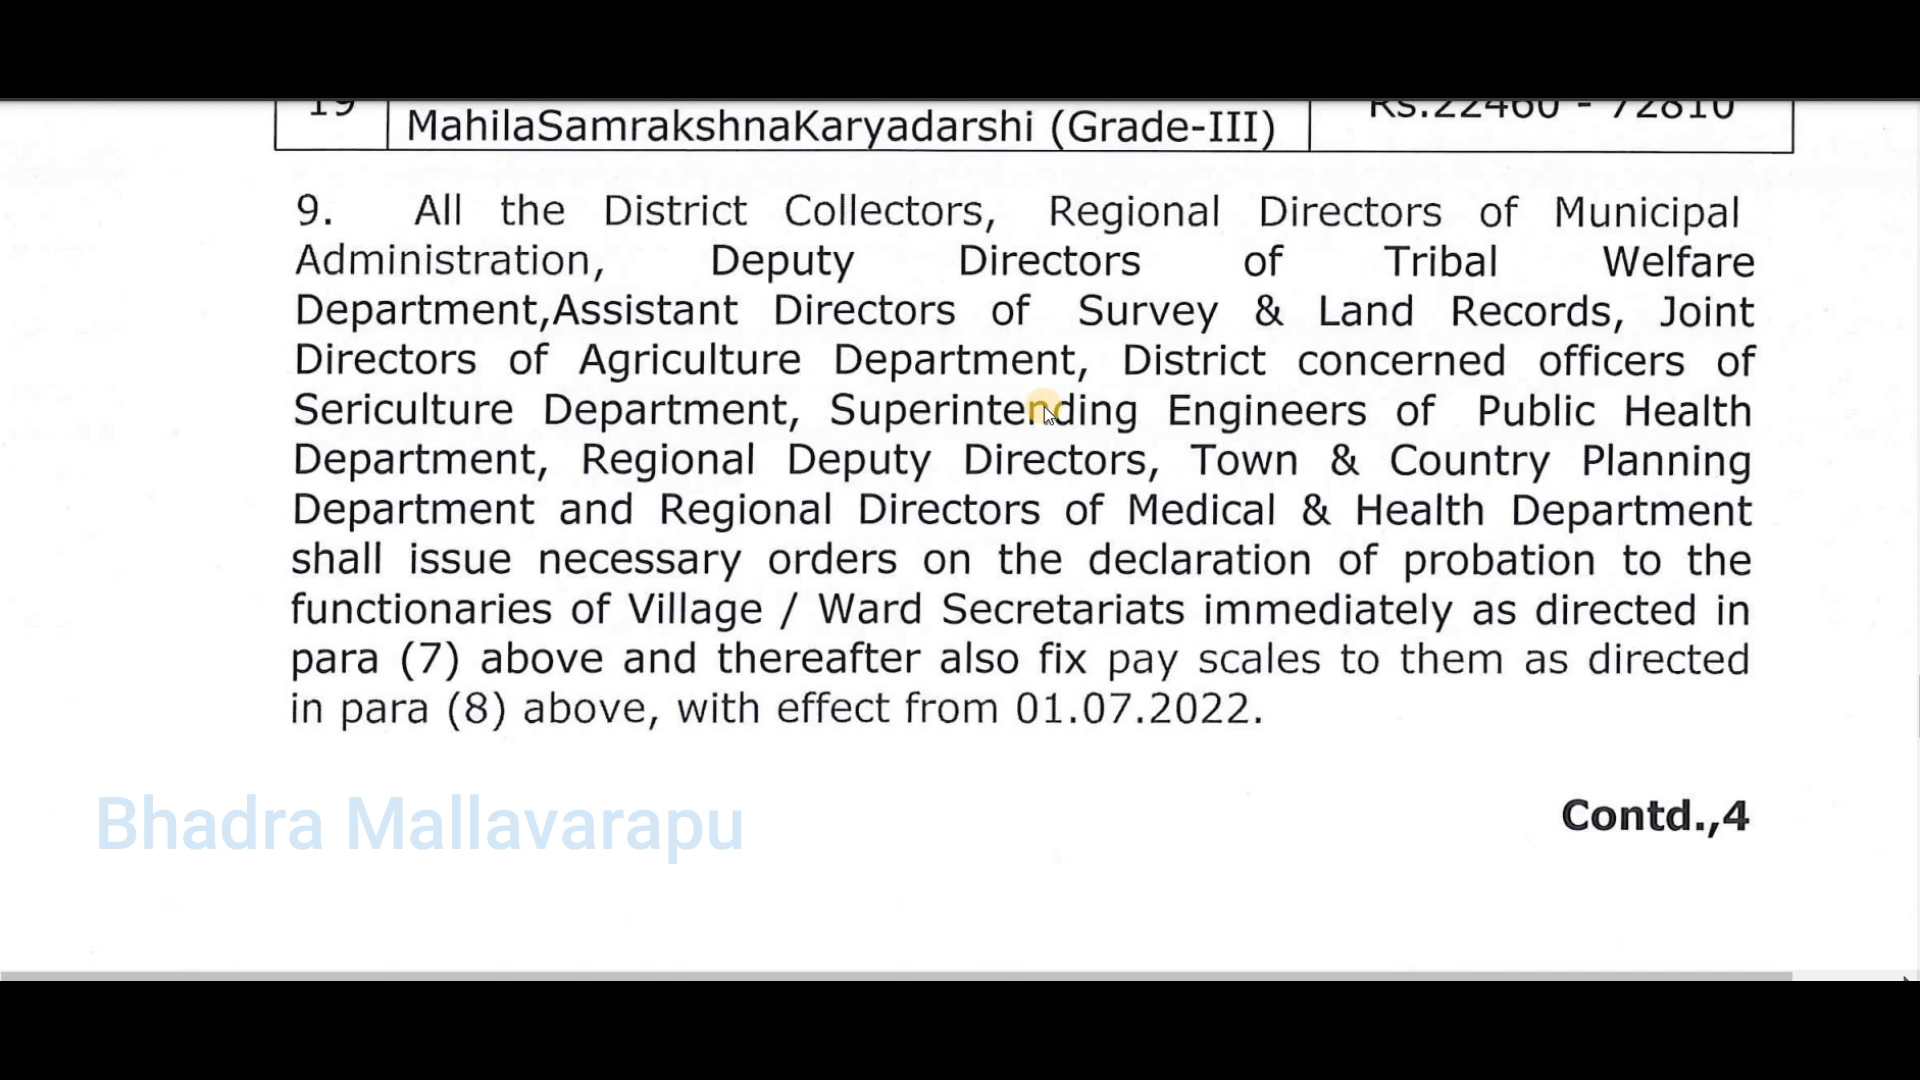 19 MahilaSamrakshnaKaryadarshi (Grade-III) Rs.22460 - 72810
9. All the District Collectors, Regional Directors of Municipal
Administration, Deputy Directors of Tribal Welfare
Department,Assistant Directors of Survey & Land Records, Joint
Directors of Agriculture Department, District concerned officers of
Sericulture Department, Superintending Engineers of Public Health
Department, Regional Deputy Directors, Town & Country Planning
Department and Regional Directors of Medical & Health Department
shall issue necessary orders on the declaration of probation to the
functionaries of Village / Ward Secretariats immediately as directed in
para (7) above and thereafter also fix pay scales to them as directed
in para (8) above, with effect from 01.07.2022.
Bhadra Mallavarapu
Contd.,4